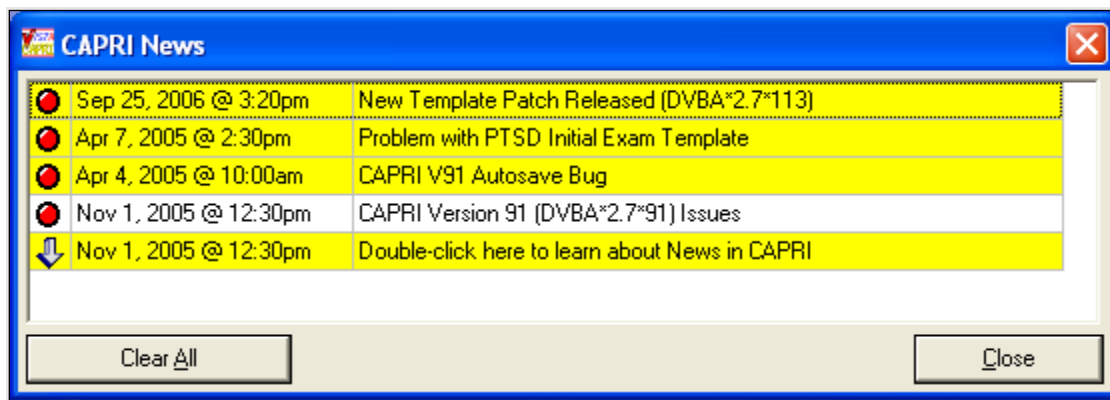 CAPRI News
Sep 25, 2006 @ 3:20pm New Template Patch Released (DVBA*2.7*113)
Apr 7, 2005 @ 2:30pm Problem with PTSD Initial Exam Template
Apr 4, 2005 @ 10:00am CAPRI V91 Autosave Bug
Nov 1, 2005 @ 12:30pm CAPRI Version 91 (DVBA*2.7*91) Issues
Nov 1, 2005 @ 12:30pm Double-click here to learn about News in CAPRI
Clear All Close